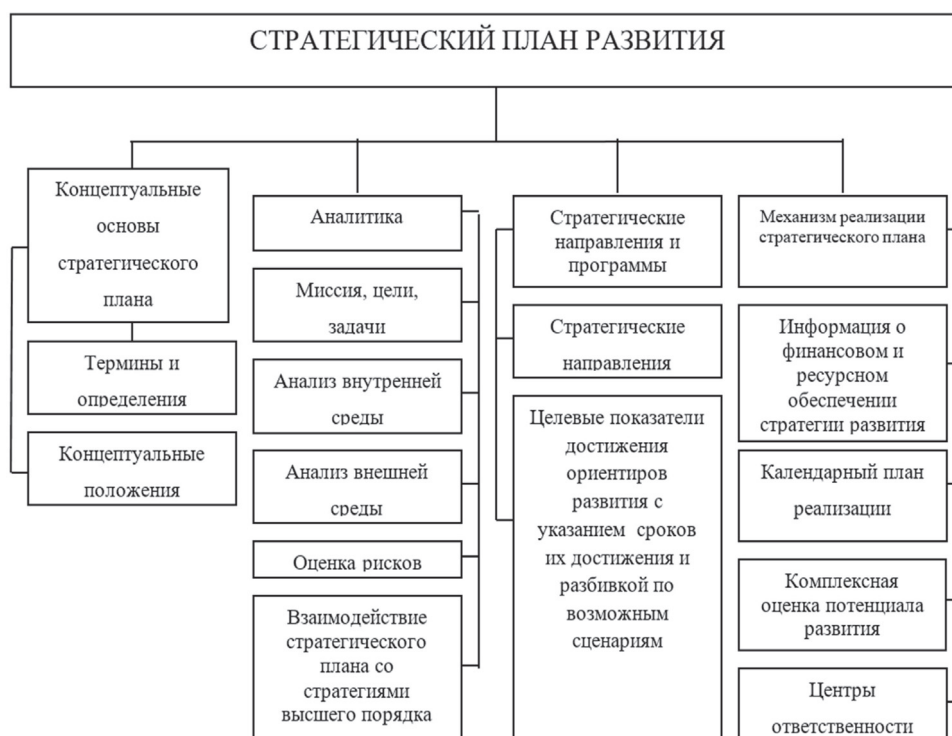 СТРАТЕГИЧЕСКИЙ ПЛАН РАЗВИТИЯ
Концептуальные
основы
стратегического
плана
Термины и
определения
Концептуальные
положения
Аналитика
Миссия, цели,
задачи
Анализ внутренней
среды
Анализ внешней
среды
Оценка рисков
Взаимодействие
стратегического
плана со
стратегиями
высшего порядка
Стратегические
направления и
программы
Стратегические
направления
Целевые показатели
достижения
ориентиров
развития с
указанием сроков
их достижения и
разбивкой по
возможным
сценариям
Механизм реализации
стратегического плана
Информация о
финансовом и
ресурсном
обеспечении
стратегии развития
Календарный план
реализации
Комплексная
оценка потенциала
развития
Центры
ответственности